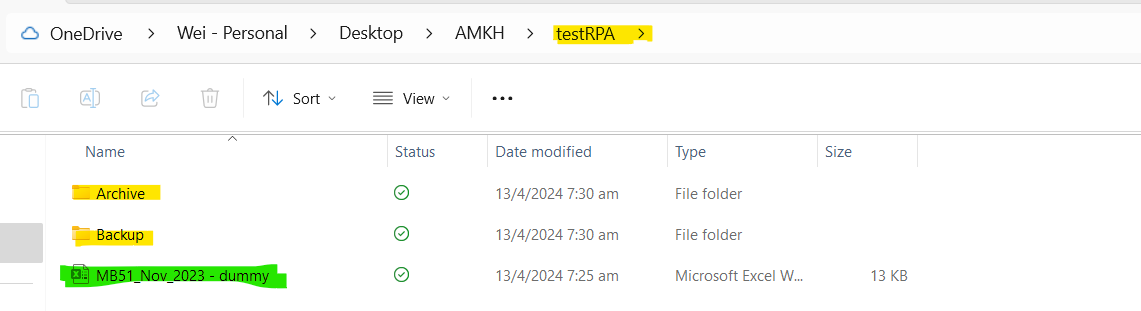 OneDrive > Wei - Personal > Desktop > AMKH > testRPA >
Sort View •••
Name Status Date modified Type Size
Archive 13/4/2024 7:30 am File folder
Backup 13/4/2024 7:30 am File folder
MB51_Nov_2023 - dummy 13/4/2024 7:25 am Microsoft Excel W... 13 KB